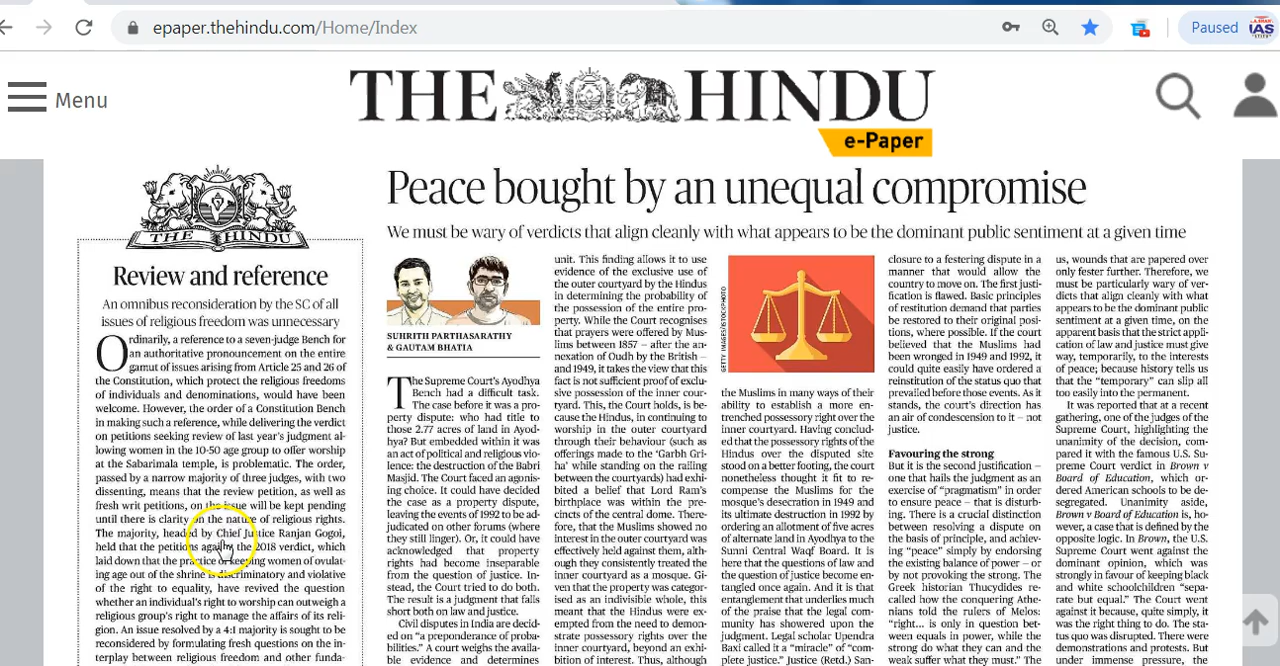 epaper.thehindu.com/Home/Index
Paused
IAS
Menu
THE HINDU
e-Paper
THE HINDU
Review and reference
An omnibus reconsideration by the SC of all
issues of religious freedom was unnecessary
Ordinarily, a reference to a seven-judge Bench for
an authoritative pronouncement on the entire
gamut of issues arising from Article 25 and 26 of
the Constitution, which protect the religious freedoms
of individuals and denominations, would have been
welcome. However, the order of a Constitution Bench
in making such a reference, while delivering the verdict
on petitions seeking review of last year's judgment al-
lowing women in the 10-50 age group to offer worship
at the Sabarimala temple, is problematic. The order,
passed by a narrow majority of three judges, with two
dissenting, means that the review petition, as well as
fresh writ petitions, on the issue will be kept pending
until there is clarity on the nature of religious rights.
The majority, headed by Chief Justice Ranjan Gogoi,
held that the petitions against the 2018 verdict, which
laid down that the practice of keeping women of ovulat-
ing age out of the shrine is discriminatory and violative
of the right to equality, have revived the question
whether an individual's right to worship can outweigh a
religious group's right to manage the affairs of its reli-
gion. An issue resolved by a 4:1 majority is sought to be
reconsidered by formulating fresh questions on the in-
terplay between religious freedom and other funda-
Peace bought by an unequal compromise
We must be wary of verdicts that align cleanly with what appears to be the dominant public sentiment at a given time
SUHRITH PARTHASARATHY
& GAUTAM BHATIA
The Supreme Court's Ayodhya
Bench had a difficult task.
The case before it was a pro-
perty dispute: who had title to
those 2.77 acres of land in Ayod-
hya? But embedded within it was
an act of political and religious vio-
lence: the destruction of the Babri
Masjid. The Court faced an agonis-
ing choice. It could have decided
the case as a property dispute,
leaving the events of 1992 to be ad-
judicated on other forums (where
they still linger). Or, it could have
acknowledged that property
rights had become inseparable
from the question of justice. In-
stead, the Court tried to do both.
The result is a judgment that falls
short both on law and justice.
Civil disputes in India are decid-
ed on "a preponderance of proba-
bilities." A court weighs the availa-
ble evidence and determines
unit. This finding allows it to use
evidence of the exclusive use of
the outer courtyard by the Hindus
in determining the probability of
the possession of the entire pro-
perty. While the Court recognises
that prayers were offered by Mus-
lims between 1857 – after the an-
nexation of Oudh by the British –
and 1949, it takes the view that this
fact is not sufficient proof of exclu-
sive possession of the inner cour-
tyard. This, the Court holds, is be-
cause the Hindus, in continuing to
worship in the outer courtyard
through their behaviour (such as
offerings made to the 'Garbh Gri-
ha' while standing on the railing
between the courtyards) had exhi-
bited a belief that Lord Ram's
birthplace was within the pre-
cincts of the central dome. There-
fore, that the Muslims showed no
interest in the outer courtyard was
effectively held against them, alth-
ough they consistently treated the
inner courtyard as a mosque. Gi-
ven that the property was categor-
ised as an indivisible whole, this
meant that the Hindus were ex-
empted from the need to demon-
strate possessory rights over the
inner courtyard, beyond an exhi-
bition of interest. Thus, although
GETTY IMAGES/ISTOCKPHOTO
the Muslims in many ways of their
ability to establish a more en-
trenched possessory right over the
inner courtyard. Having conclud-
ed that the possessory rights of the
Hindus over the disputed site
stood on a better footing, the court
nonetheless thought it fit to re-
compense the Muslims for the
mosque's desecration in 1949 and
its ultimate destruction in 1992 by
ordering an allotment of five acres
of alternate land in Ayodhya to the
Sunni Central Waqf Board. It is
here that the questions of law and
the question of justice become en-
tangled once again. And it is that
entanglement that underlies much
of the praise that the legal com-
munity has showered upon the
judgment. Legal scholar Upendra
Baxi called it a "miracle" of "com-
plete justice." Justice (Retd.) San-
closure to a festering dispute in a
manner that would allow the
country to move on. The first justi-
fication is flawed. Basic principles
of restitution demand that parties
be restored to their original posi-
tions, where possible. If the court
believed that the Muslims had
been wronged in 1949 and 1992, it
could quite easily have ordered a
reinstitution of the status quo that
prevailed before those events. As it
stands, the court's direction has
an air of condescension to it – not
justice.
Favouring the strong
But it is the second justification –
one that hails the judgment as an
exercise of "pragmatism" in order
to ensure peace – that is disturb-
ing. There is a crucial distinction
between resolving a dispute on
the basis of principle, and achiev-
ing "peace" simply by endorsing
the existing balance of power – or
by not provoking the strong. The
Greek historian Thucydides re-
called how the conquering Athe-
nians told the rulers of Melos:
"right... is only in question bet-
ween equals in power, while the
strong do what they can and the
weak suffer what they must." The
us, wounds that are papered over
only fester further. Therefore, we
must be particularly wary of ver-
dicts that align cleanly with what
appears to be the dominant public
sentiment at a given time, on the
apparent basis that the strict appli-
cation of law and justice must give
way, temporarily, to the interests
of peace; because history tells us
that the "temporary" can slip all
too easily into the permanent.
It was reported that at a recent
gathering, one of the judges of the
Supreme Court, highlighting the
unanimity of the decision, com-
pared it with the famous U.S. Su-
preme Court verdict in Brown v
Board of Education, which or-
dered American schools to be de-
segregated. Unanimity aside,
Brown v Board of Education is, ho-
wever, a case that is defined by the
opposite logic. In Brown, the U.S.
Supreme Court went against the
dominant opinion, which was
strongly in favour of keeping black
and white schoolchildren "sepa-
rate but equal." The Court went
against it because, quite simply, it
was the right thing to do. The sta-
tus quo was disrupted. There were
demonstrations and protests. But
under immense pressure,